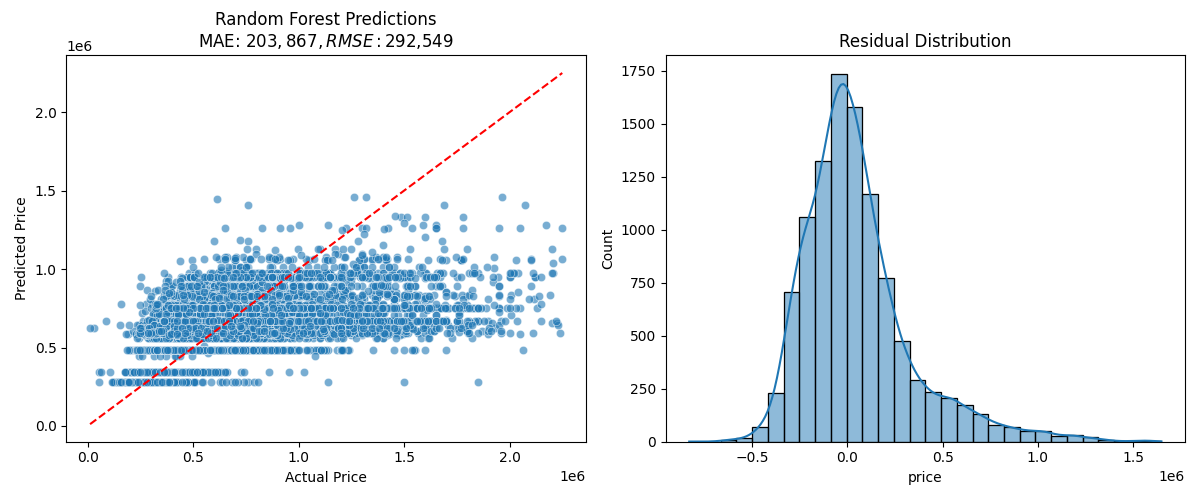 Random Forest Predictions
MAE: 203,867,RMSE:292,549
1e6
Predicted Price
2.0
1.5
1.0
0.5
0.0
0.0 0.5 1.0 1.5 2.0
1e6
Actual Price
Residual Distribution
Count
1750
1500
1250
1000
750
500
250
0
−0.5 0.0 0.5 1.0 1.5
1e6
price